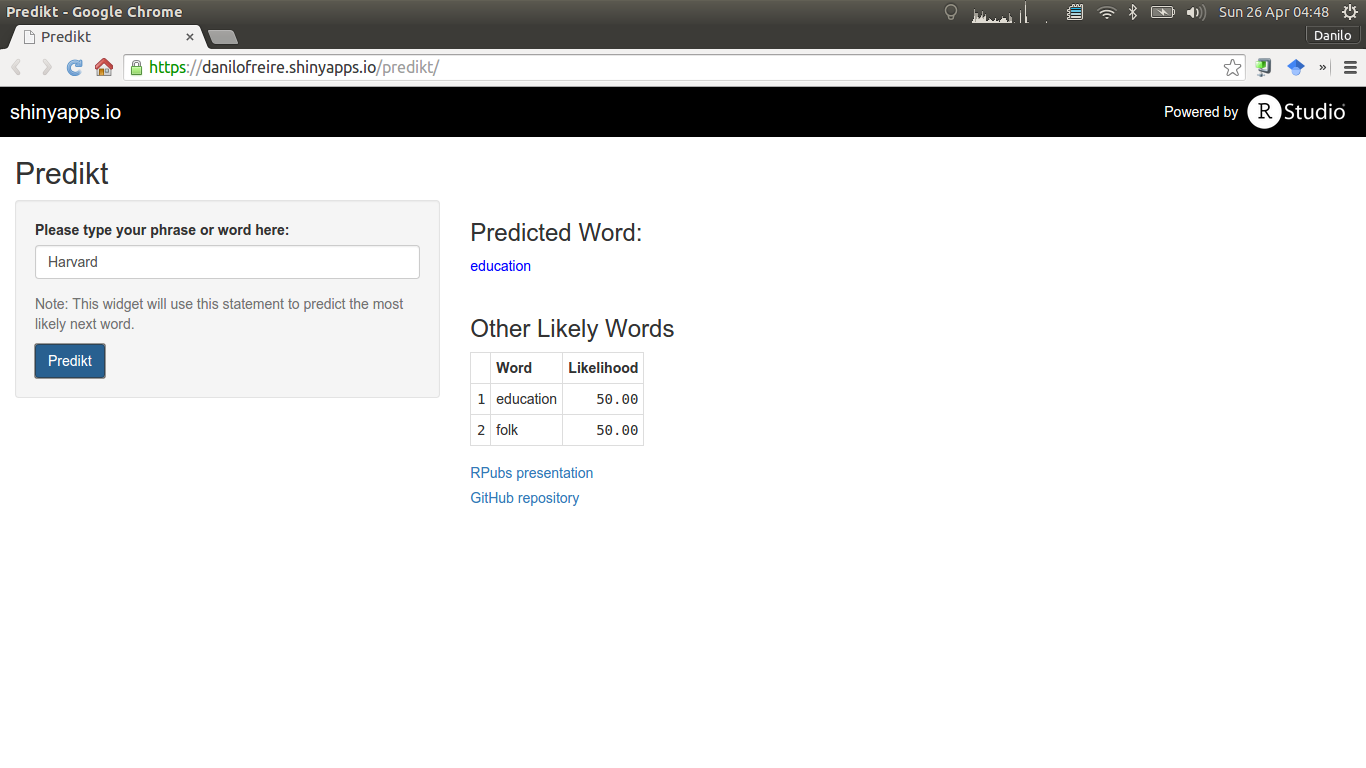 Predikt - Google Chrome
Sun 26 Apr 04:48
Predikt ×
Danilo
https://danilofreire.shinyapps.io/predikt/
»
shinyapps.io
Powered by R Studio
Predikt
Please type your phrase or word here:
Harvard
Note: This widget will use this statement to predict the most
likely next word.
Predikt
Predicted Word:
education
Other Likely Words
Word Likelihood
1 education 50.00
2 folk 50.00
RPubs presentation
GitHub repository